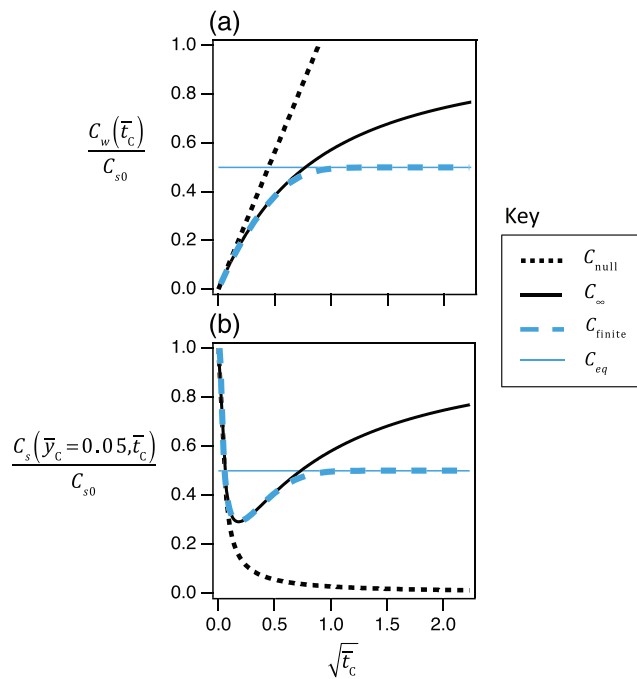 (a)
1.0
0.8
0.6
0.4
0.2
0.0
C_w(t̄_C)
C_s0
(b)
1.0
0.8
0.6
0.4
0.2
0.0
C_s(ȳ_C=0.05,t̄_C)
C_s0
0.0 0.5 1.0 1.5 2.0
√t̄_C
Key
C_null
C_∞
C_finite
C_eq